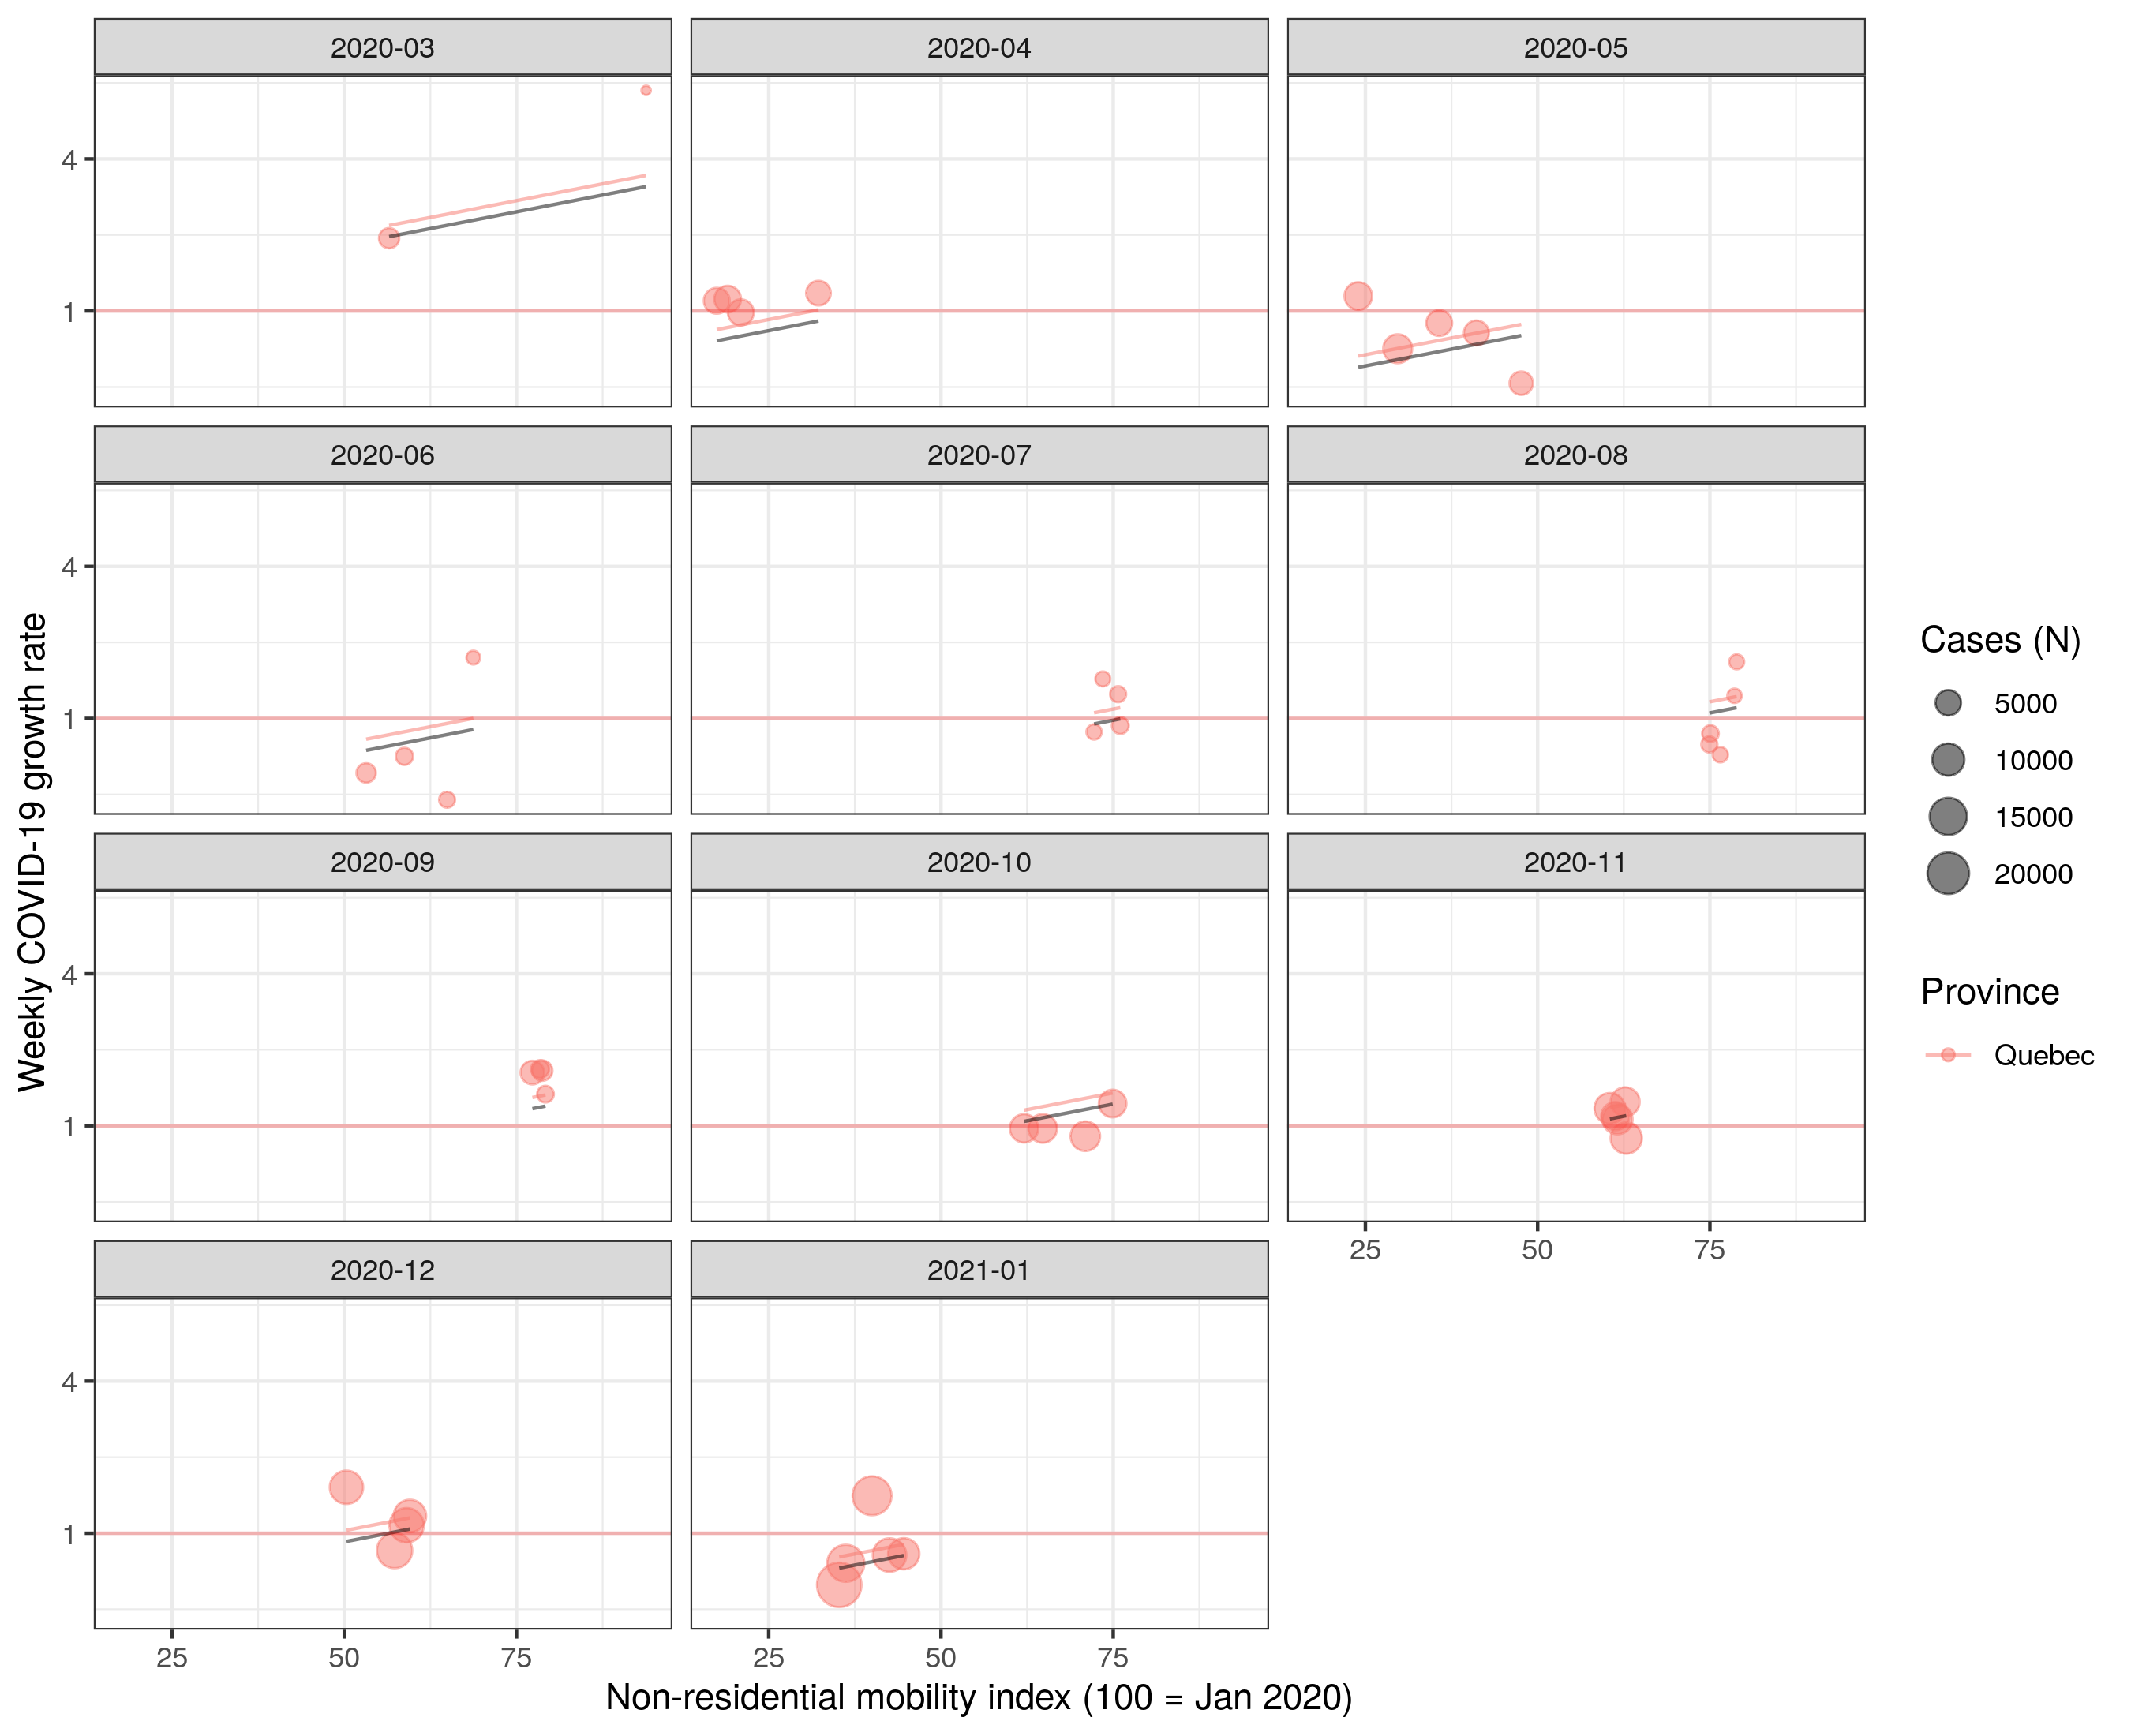 2020-03 2020-04 2020-05
4
1
2020-06 2020-07 2020-08
4
1
2020-09 2020-10 2020-11
4
1
25 50 75
2020-12 2021-01
4
1
25 50 75 25 50 75
Non-residential mobility index (100 = Jan 2020)
Weekly COVID-19 growth rate
Cases (N)
5000
10000
15000
20000
Province
Quebec